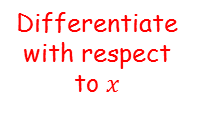 Differentiate
with respect
to x